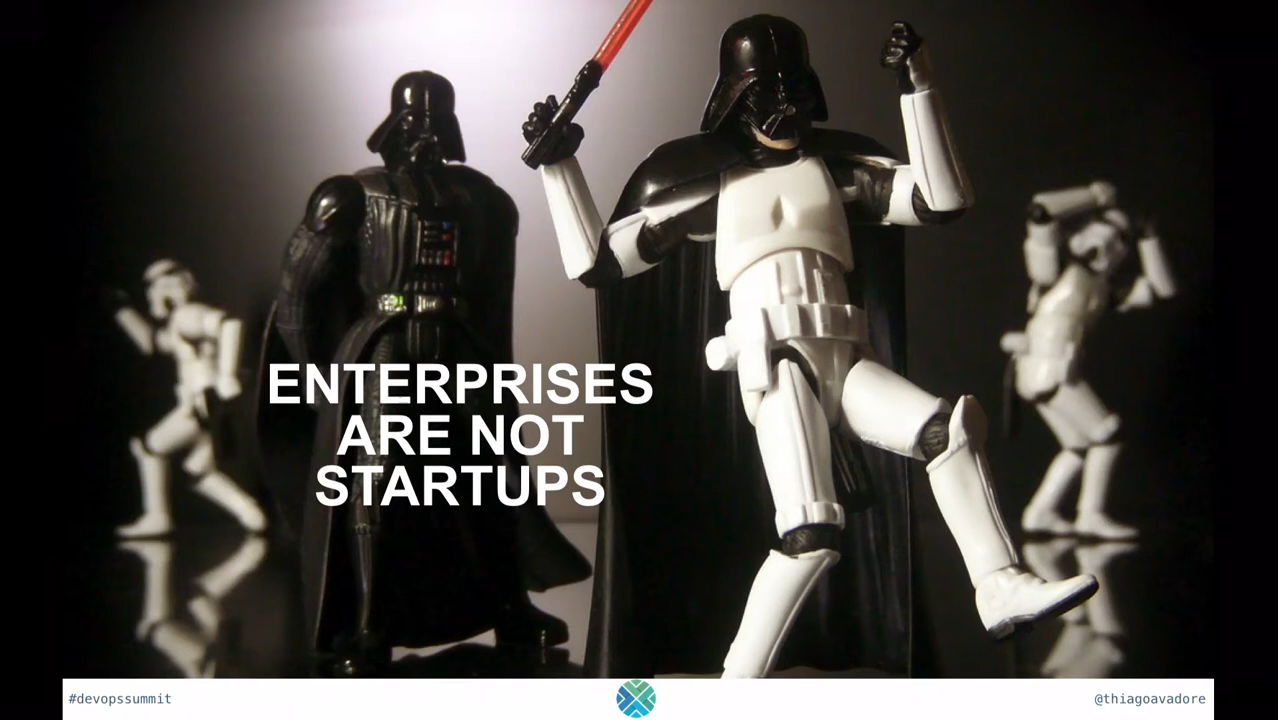 ENTERPRISES
ARE NOT
STARTUPS
#devopssummit
@thiagoavadore